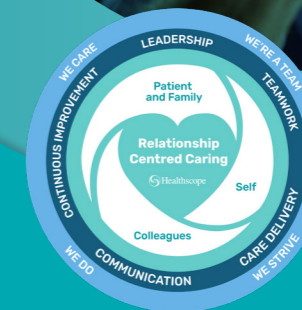 WE CARE
LEADERSHIP
WE'RE A TEAM
TEAMWORK
CARE DELIVERY
WE STRIVE
COMMUNICATION
WE DO
CONTINUOUS IMPROVEMENT
Patient
and Family
Relationship
Centred Caring
Healthscope
Self
Colleagues